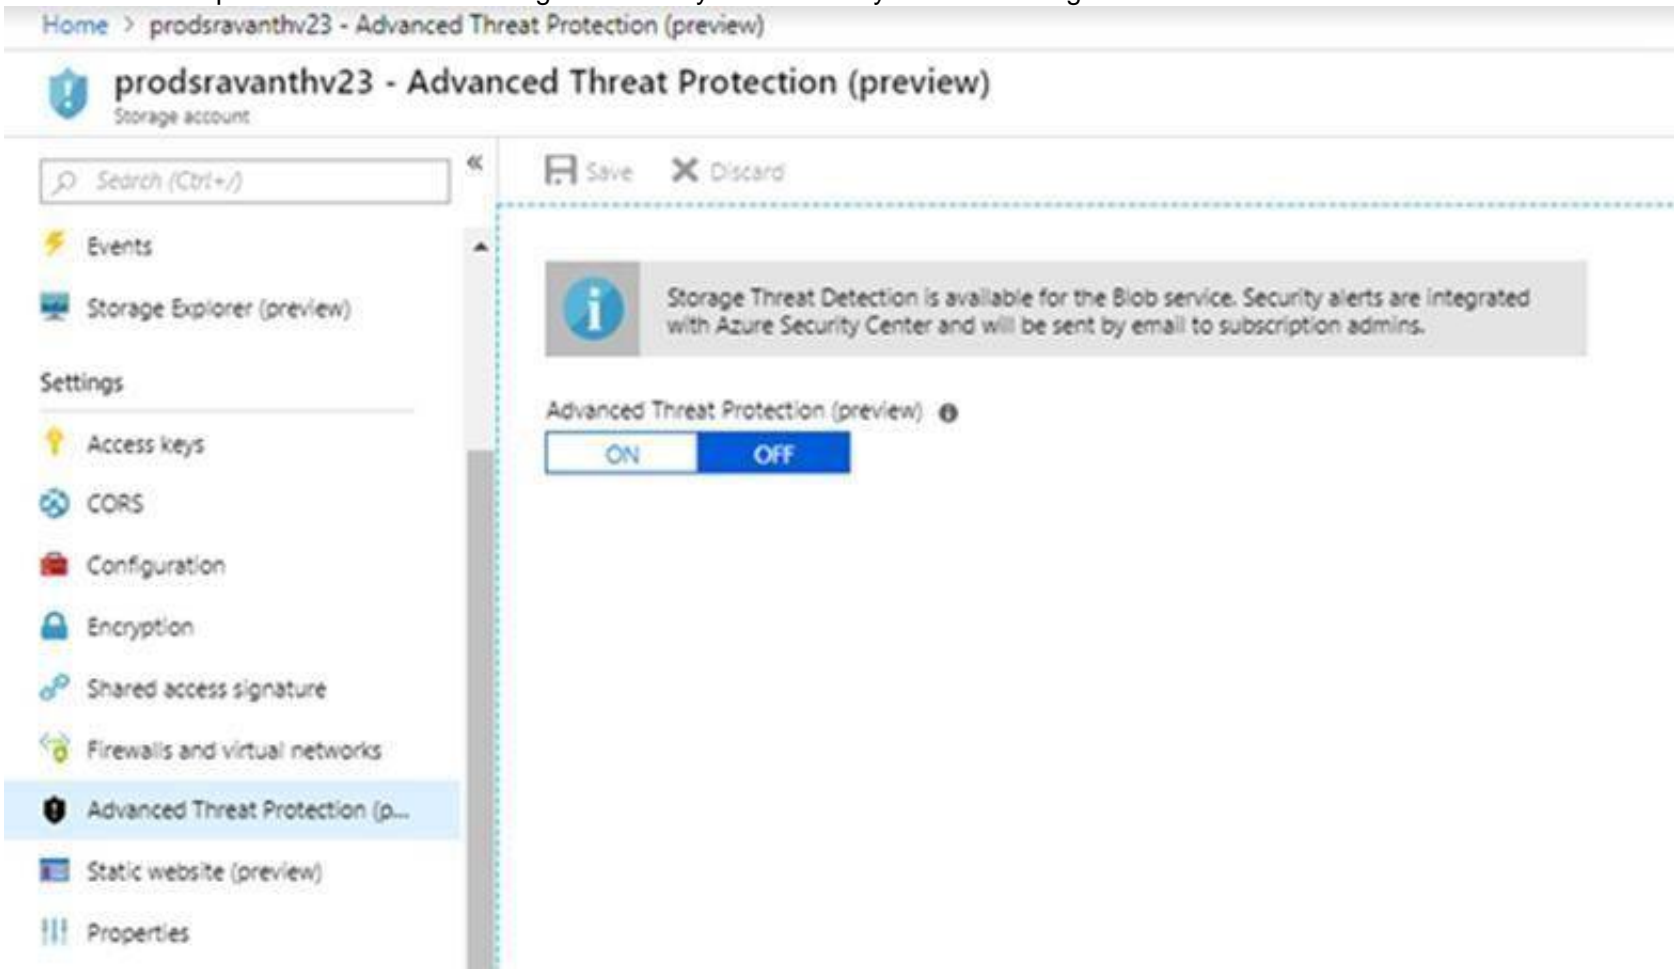 Home > prodsravanthv23 - Advanced Threat Protection (preview)
prodsravanthv23 - Advanced Threat Protection (preview)
Storage account
Search (Ctrl+/)
«
Save
Discard
Events
Storage Explorer (preview)
Settings
Access keys
CORS
Configuration
Encryption
Shared access signature
Firewalls and virtual networks
Advanced Threat Protection (p...
Static website (preview)
Properties
Storage Threat Detection is available for the Blob service. Security alerts are integrated
with Azure Security Center and will be sent by email to subscription admins.
Advanced Threat Protection (preview)
ON OFF